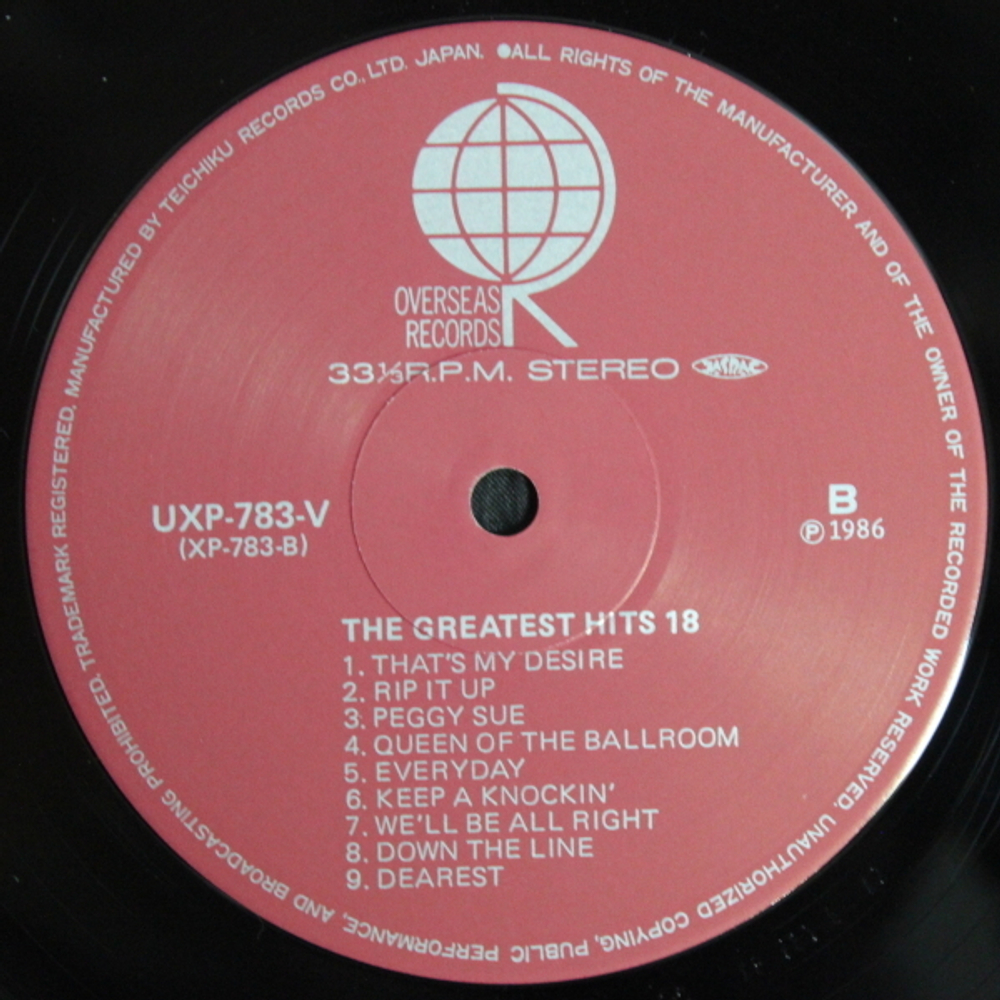 TRADEMARK REGISTERED, MANUFACTURED BY TEICHIKU RECORDS CO., LTD. JAPAN. ●ALL RIGHTS OF THE MANUFACTURER AND OF THE OWNER OF THE RECORDED WORK RESERVED. UNAUTHORIZED COPYING, PUBLIC PERFORMANCE, AND BROADCASTING PROHIBITED.
OVERSEAS
RECORDS
33⅓R.P.M. STEREO
UXP-783-V
(XP-783-B)
B
Ⓟ1986
THE GREATEST HITS 18
1. THAT'S MY DESIRE
2. RIP IT UP
3. PEGGY SUE
4. QUEEN OF THE BALLROOM
5. EVERYDAY
6. KEEP A KNOCKIN'
7. WE'LL BE ALL RIGHT
8. DOWN THE LINE
9. DEAREST